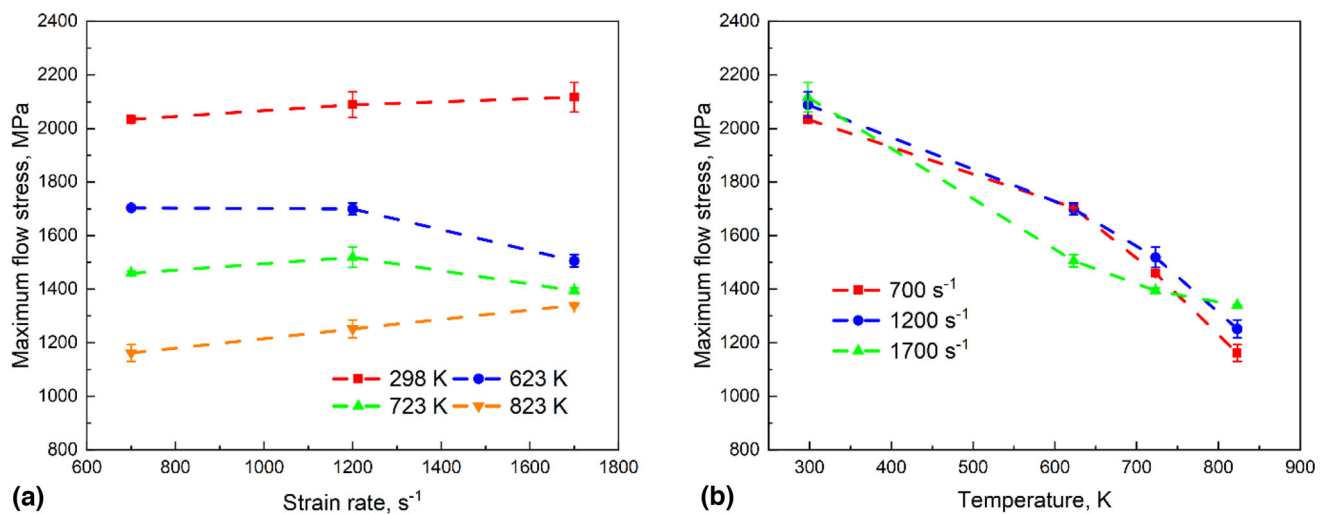 2400
2200
2000
1800
1600
1400
1200
1000
800
Maximum flow stress, MPa
298 K
623 K
723 K
823 K
600
800
1000
1200
1400
1600
1800
Strain rate, s⁻¹
(a)
2400
2200
2000
1800
1600
1400
1200
1000
800
Maximum flow stress, MPa
700 s⁻¹
1200 s⁻¹
1700 s⁻¹
300
400
500
600
700
800
900
Temperature, K
(b)